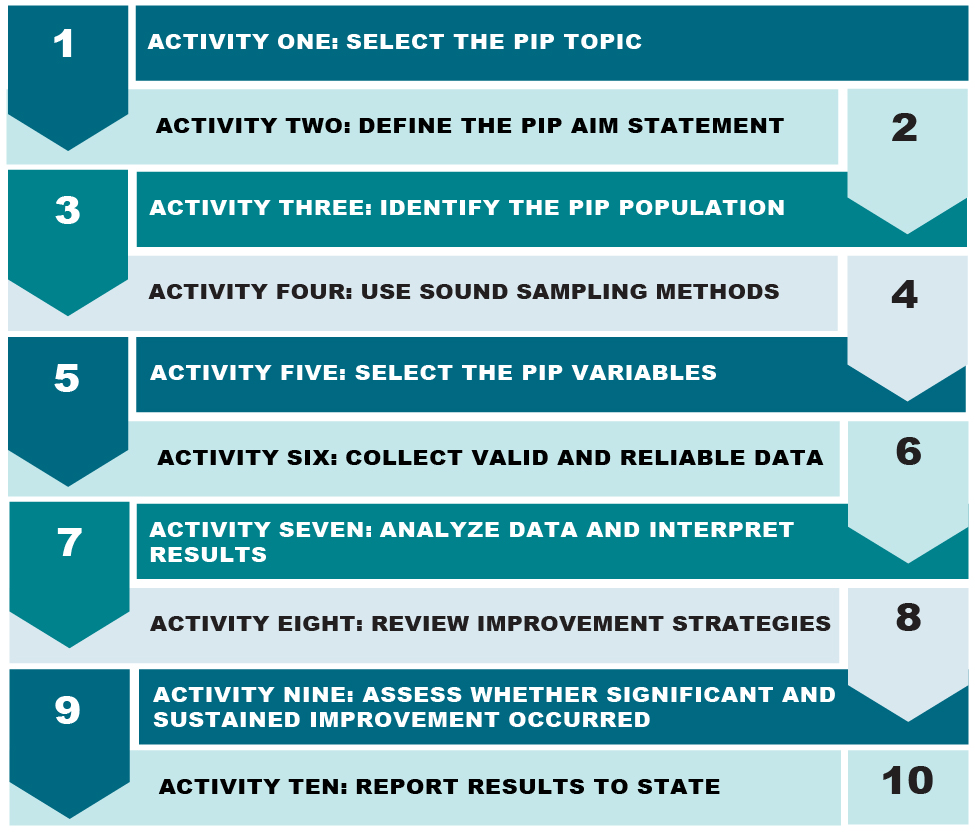 1
ACTIVITY ONE: SELECT THE PIP TOPIC
ACTIVITY TWO: DEFINE THE PIP AIM STATEMENT
2
3
ACTIVITY THREE: IDENTIFY THE PIP POPULATION
ACTIVITY FOUR: USE SOUND SAMPLING METHODS
4
5
ACTIVITY FIVE: SELECT THE PIP VARIABLES
ACTIVITY SIX: COLLECT VALID AND RELIABLE DATA
6
7
ACTIVITY SEVEN: ANALYZE DATA AND INTERPRET
RESULTS
ACTIVITY EIGHT: REVIEW IMPROVEMENT STRATEGIES
8
9
ACTIVITY NINE: ASSESS WHETHER SIGNIFICANT AND
SUSTAINED IMPROVEMENT OCCURRED
ACTIVITY TEN: REPORT RESULTS TO STATE
10